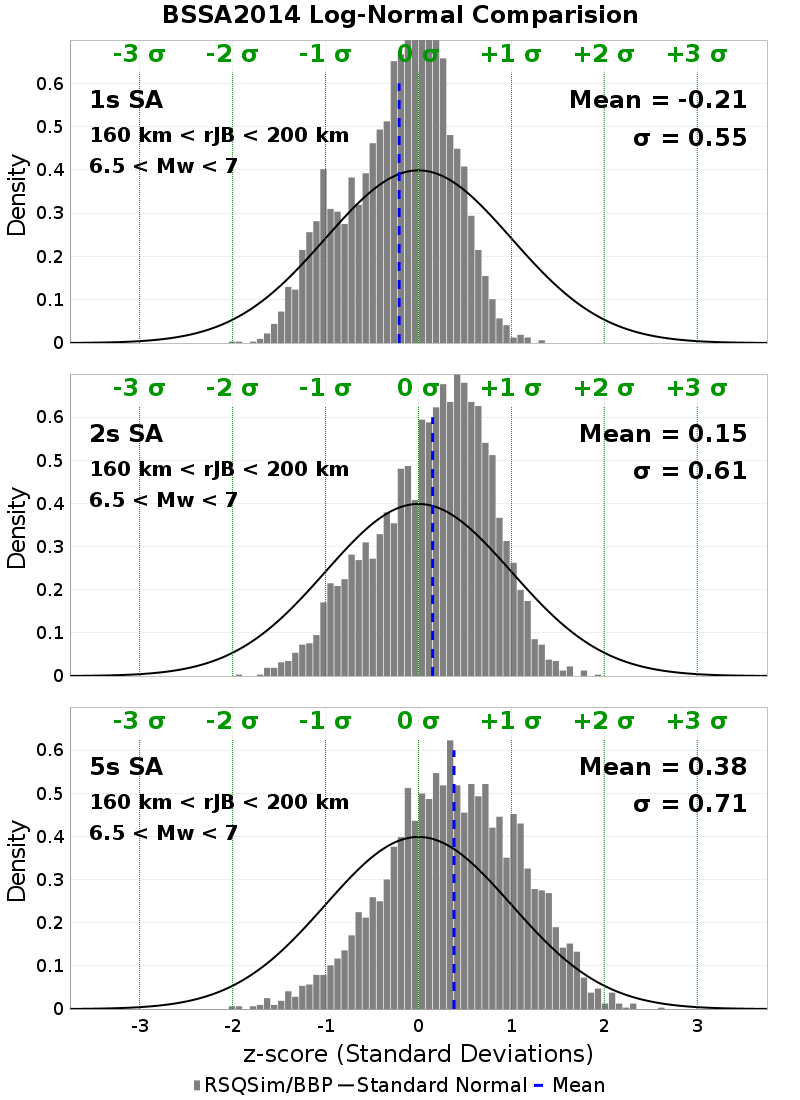 BSSA2014 Log-Normal Comparision
-3 σ -2 σ -1 σ 0 σ +1 σ +2 σ +3 σ
1s SA
160 km < rJB < 200 km
6.5 < Mw < 7
Mean = -0.21
σ = 0.55
Density
0.6
0.5
0.4
0.3
0.2
0.1
0
-3 σ -2 σ -1 σ 0 σ +1 σ +2 σ +3 σ
2s SA
160 km < rJB < 200 km
6.5 < Mw < 7
Mean = 0.15
σ = 0.61
Density
0.6
0.5
0.4
0.3
0.2
0.1
0
-3 σ -2 σ -1 σ 0 σ +1 σ +2 σ +3 σ
5s SA
160 km < rJB < 200 km
6.5 < Mw < 7
Mean = 0.38
σ = 0.71
Density
0.6
0.5
0.4
0.3
0.2
0.1
0
-3 -2 -1 0 1 2 3
z-score (Standard Deviations)
RSQSim/BBP Standard Normal Mean